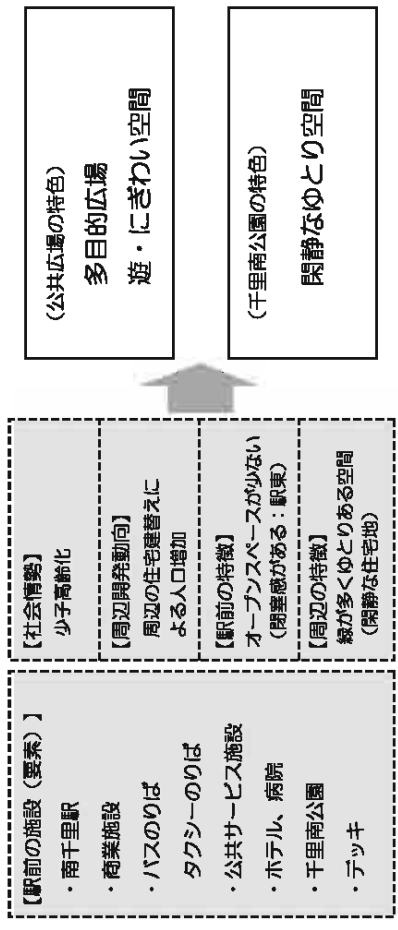 【駅前の施設（要素）】
・南千里駅
・商業施設
・バスのりば
タクシーのりば
・公共サービス施設
・ホテル、病院
・千里南公園
・デッキ
【社会情勢】
少子高齢化
【周辺開発動向】
周辺の住宅建替えに
よる人口増加
【駅前の特徴】
オープンスペースが少ない
（閉塞感がある：駅東）
【周辺の特徴】
緑が多くゆとりある空間
（閑静な住宅地）
（公共広場の特色）
多目的広場
遊・にぎわい空間
（千里南公園の特色）
閑静なゆとり空間